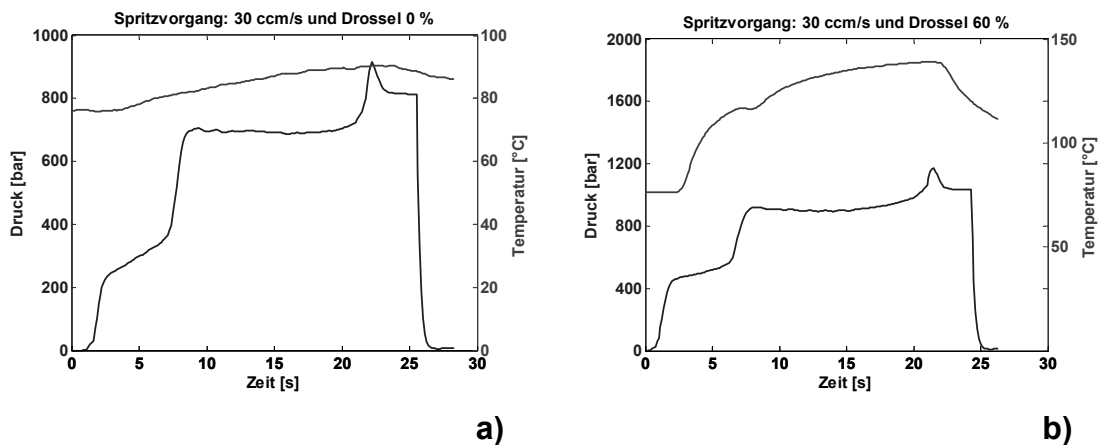 Spritzvorgang: 30 ccm/s und Drossel 0 %
1000
800
600
400
200
0
Druck [bar]
100
80
60
40
20
0
Temperatur [°C]
0 5 10 15 20 25 30
Zeit [s]
a)
Spritzvorgang: 30 ccm/s und Drossel 60 %
2000
1600
1200
800
400
0
Druck [bar]
150
100
50
Temperatur [°C]
0 5 10 15 20 25 30
Zeit [s]
b)